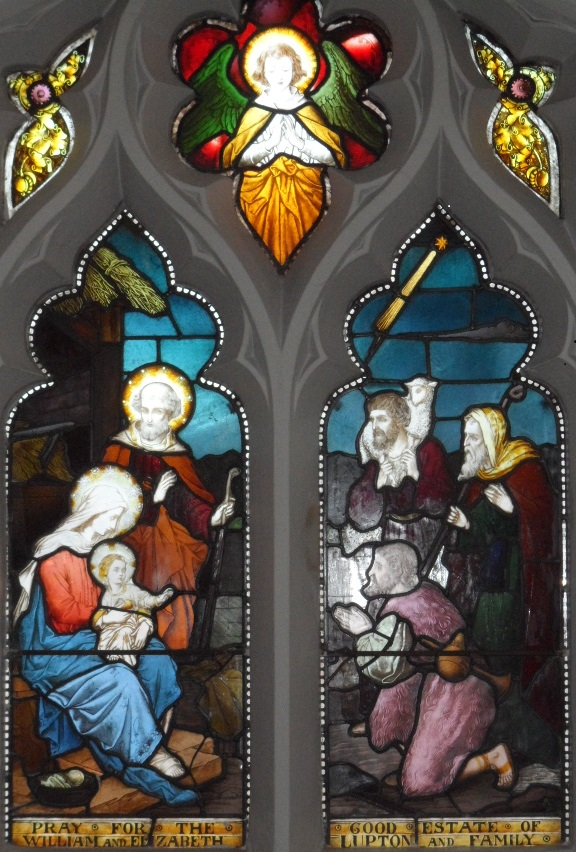 PRAY · FOR · THE
WILLIAM AND ELIZABETH
GOOD · ESTATE · OF
LUPTON AND FAMILY